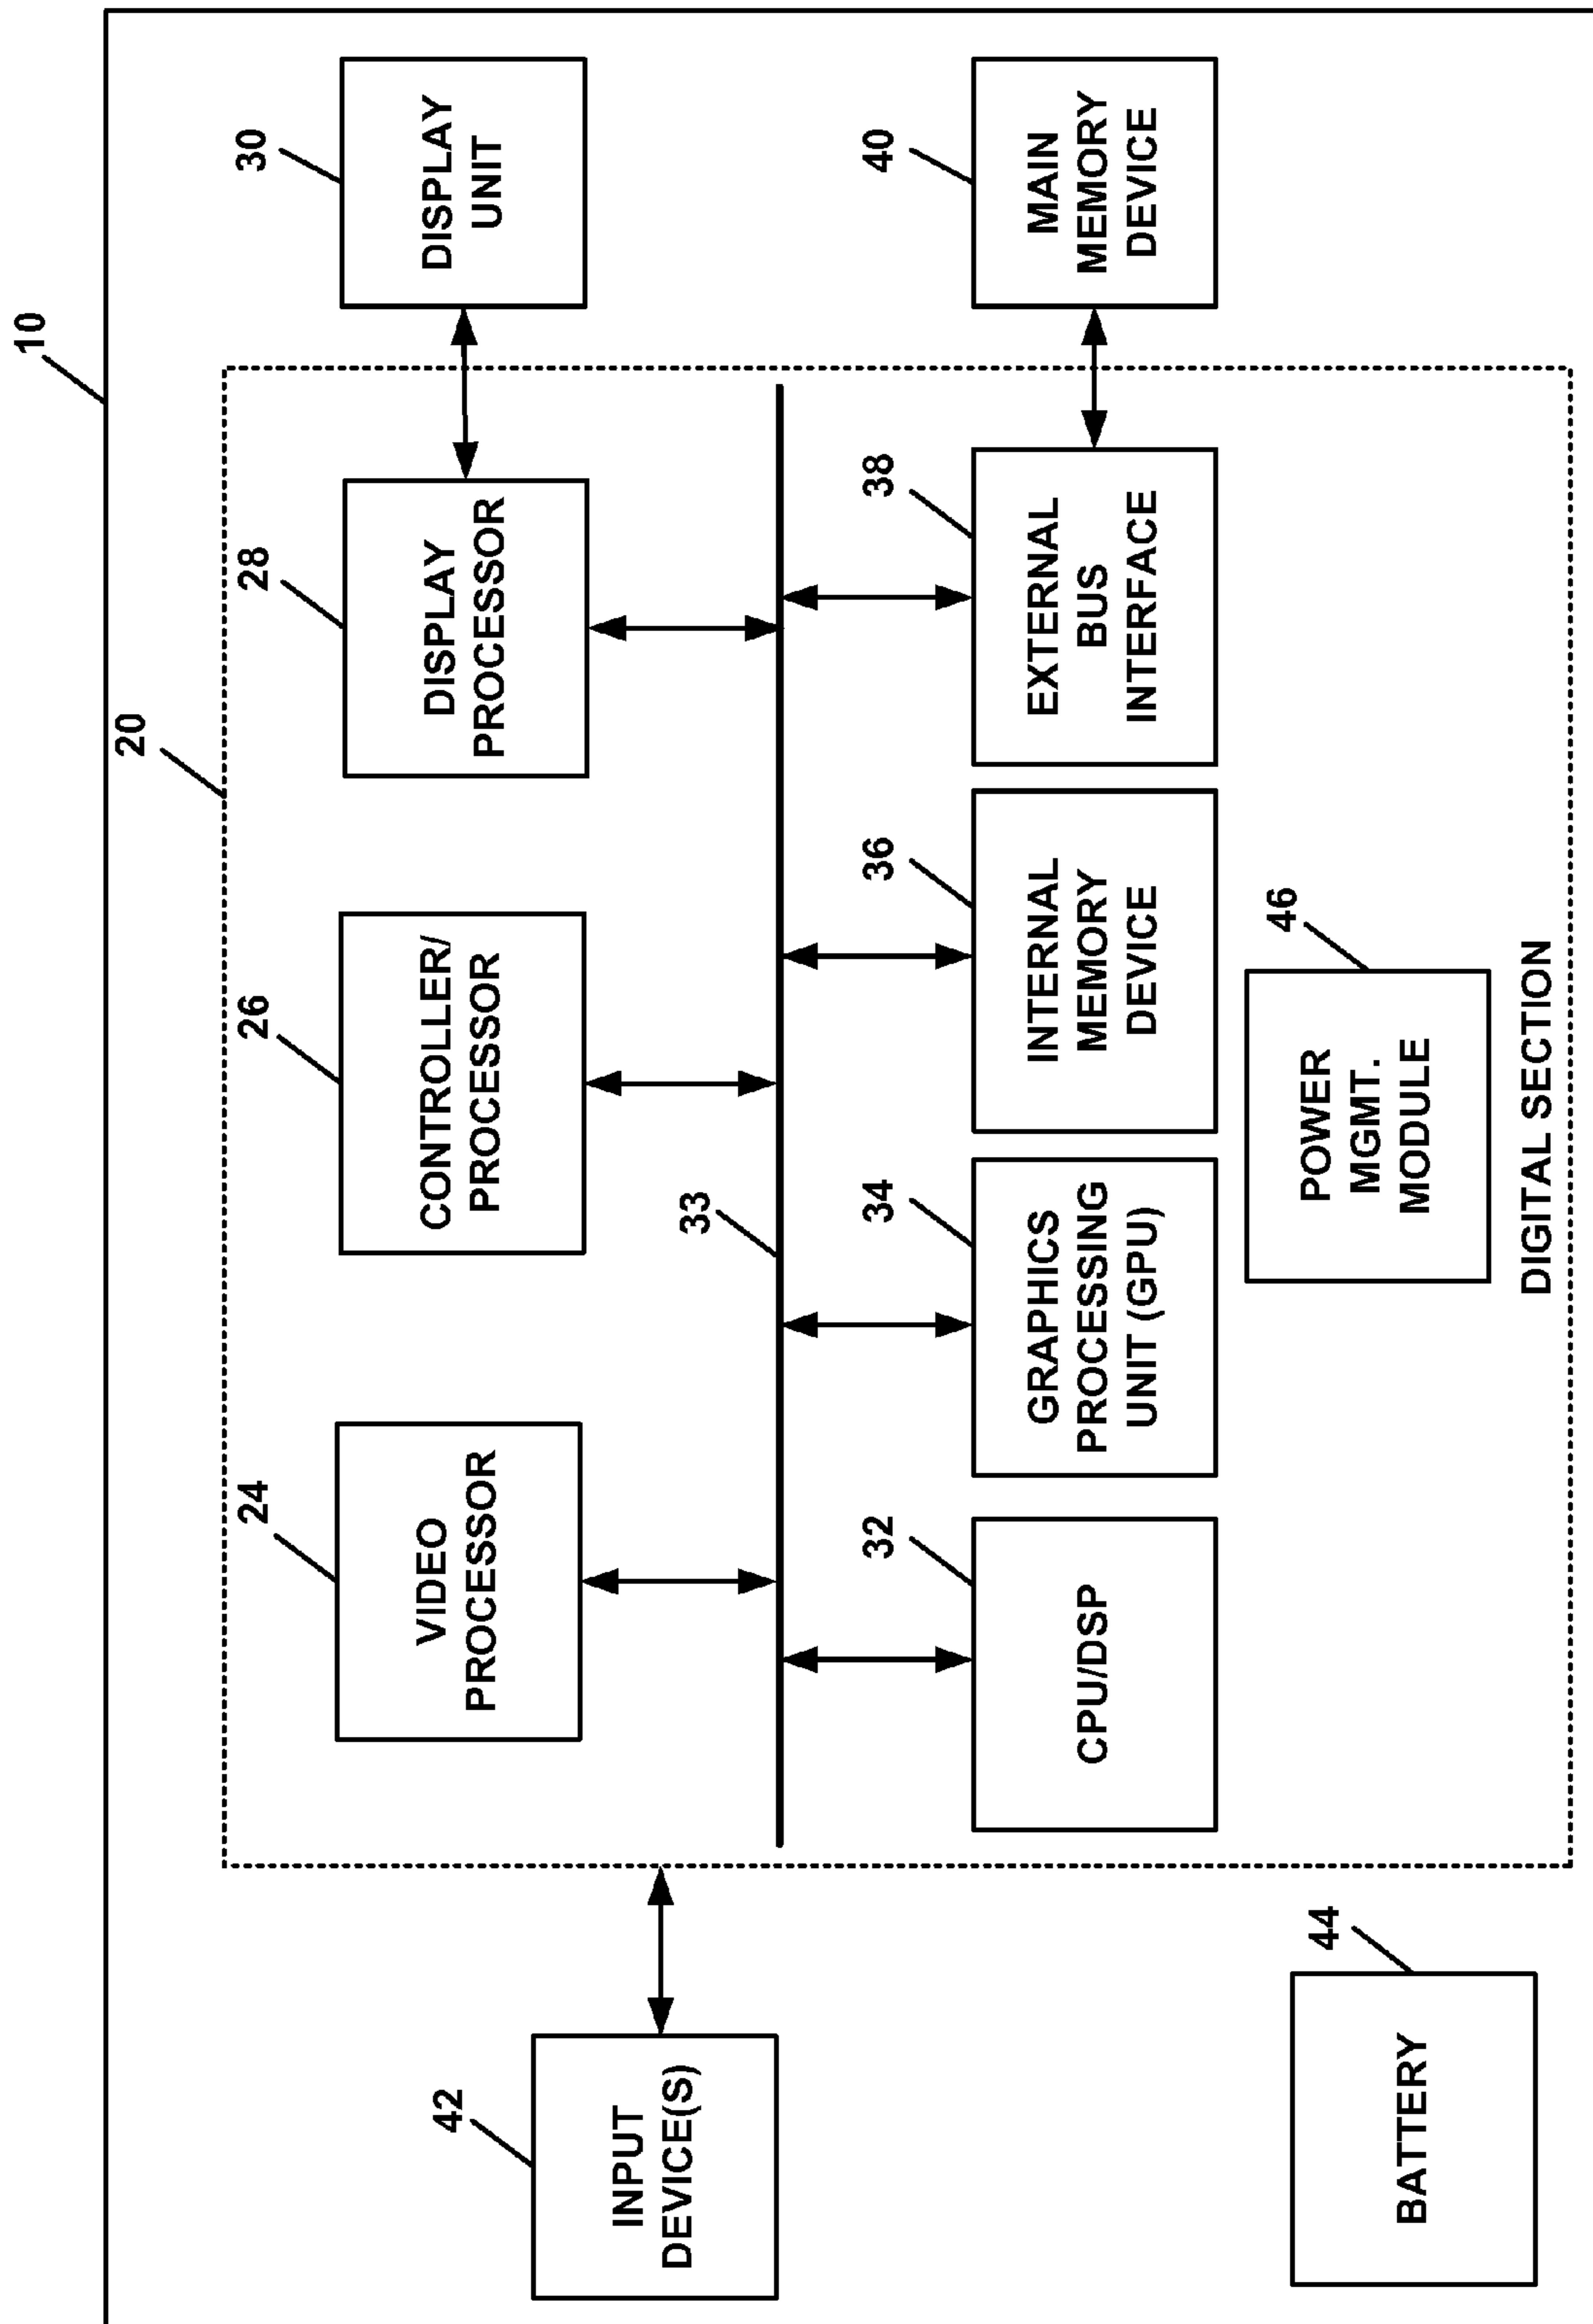 10
20
24
VIDEO
PROCESSOR
26
CONTROLLER/
PROCESSOR
28
DISPLAY
PROCESSOR
30
DISPLAY
UNIT
42
INPUT
DEVICE(S)
33
32
CPU/DSP
34
GRAPHICS
PROCESSING
UNIT (GPU)
36
INTERNAL
MEMORY
DEVICE
38
EXTERNAL
BUS
INTERFACE
40
MAIN
MEMORY
DEVICE
44
BATTERY
46
POWER
MGMT.
MODULE
DIGITAL SECTION